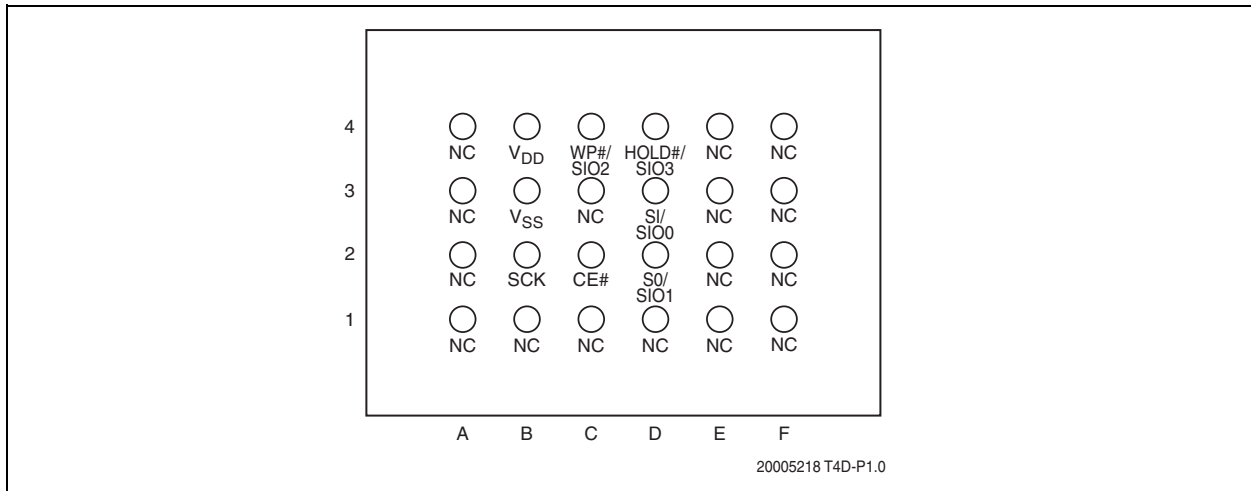 4
NC VDD WP#/ HOLD#/ NC NC
SIO2 SIO3
3
NC VSS NC SI/ NC NC
SIO0
2
NC SCK CE# S0/ NC NC
SIO1
1
NC NC NC NC NC NC
A B C D E F
20005218 T4D-P1.0